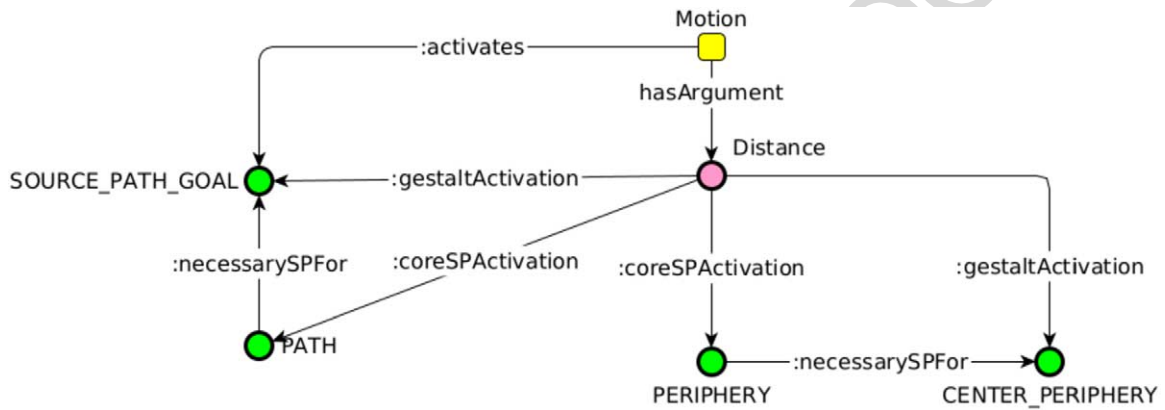 Motion
:activates
hasArgument
Distance
SOURCE_PATH_GOAL
:gestaltActivation
:necessarySPFor
:coreSPActivation
:coreSPActivation
:gestaltActivation
PATH
:necessarySPFor
PERIPHERY
CENTER_PERIPHERY